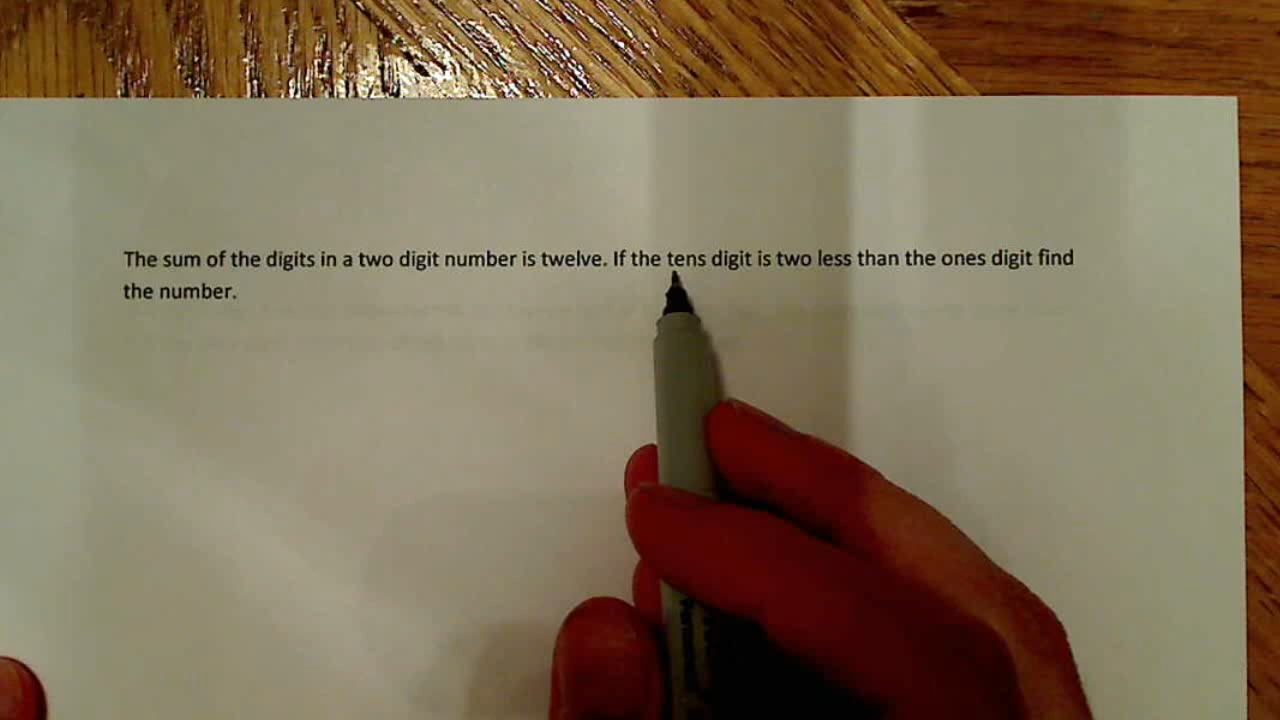 The sum of the digits in a two digit number is twelve. If the tens digit is two less than the ones digit find
the number.